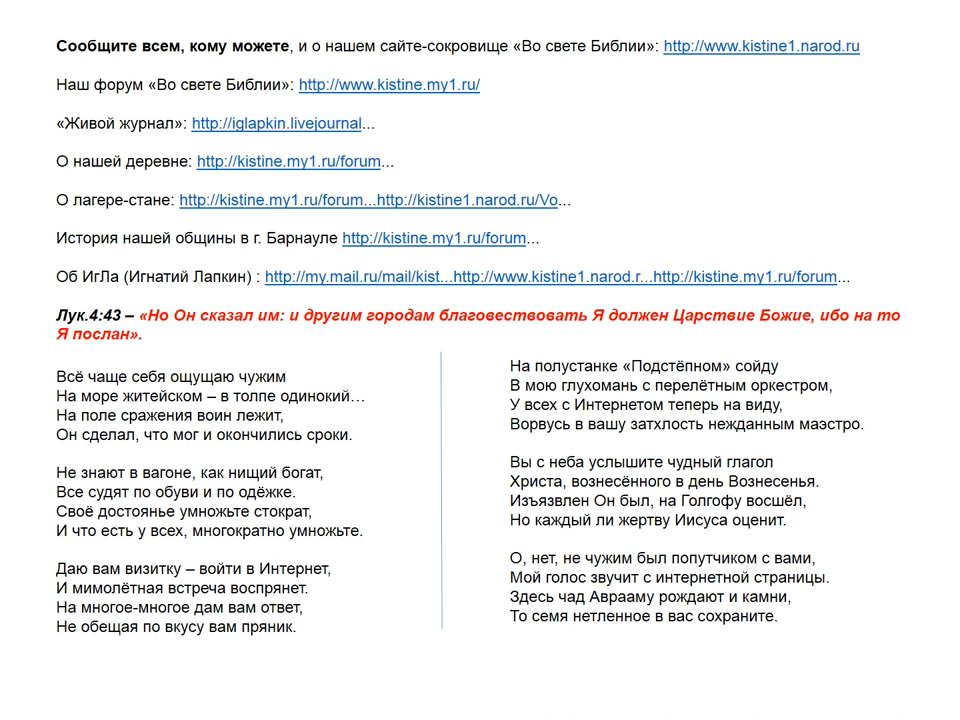 Сообщите всем, кому можете, и о нашем сайте-сокровище «Во свете Библии»: http://www.kistine1.narod.ru
Наш форум «Во свете Библии»: http://www.kistine.my1.ru/
«Живой журнал»: http://iglapkin.livejournal...
О нашей деревне: http://kistine.my1.ru/forum...
О лагере-стане: http://kistine.my1.ru/forum...http://kistine1.narod.ru/Vo...
История нашей общины в г. Барнауле http://kistine.my1.ru/forum...
Об ИгЛа (Игнатий Лапкин) : http://my.mail.ru/mail/kist...http://www.kistine1.narod.r...http://kistine.my1.ru/forum...
Лук.4:43 – «Но Он сказал им: и другим городам благовествовать Я должен Царствие Божие, ибо на то
Я послан».
Всё чаще себя ощущаю чужим
На море житейском – в толпе одинокий…
На поле сражения воин лежит,
Он сделал, что мог и окончились сроки.
Не знают в вагоне, как нищий богат,
Все судят по обуви и по одёжке.
Своё достоянье умножьте стократ,
И что есть у всех, многократно умножьте.
Даю вам визитку – войти в Интернет,
И мимолётная встреча воспрянет.
На многое-многое дам вам ответ,
Не обещая по вкусу вам пряник.
На полустанке «Подстёпном» сойду
В мою глухомань с перелётным оркестром,
У всех с Интернетом теперь на виду,
Ворвусь в вашу затхлость нежданным маэстро.
Вы с неба услышите чудный глагол
Христа, вознесённого в день Вознесенья.
Изъязвлен Он был, на Голгофу восшёл,
Но каждый ли жертву Иисуса оценит.
О, нет, не чужим был попутчиком с вами,
Мой голос звучит с интернетной страницы.
Здесь чад Аврааму рождают и камни,
То семя нетленное в вас сохраните.